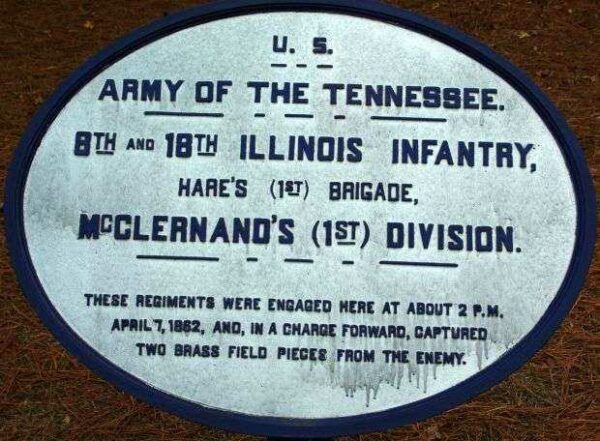 U. S.
ARMY OF THE TENNESSEE.
8TH AND 18TH ILLINOIS INFANTRY,
HARE'S (1ST) BRIGADE,
MCCLERNAND'S (1ST) DIVISION.
THESE REGIMENTS WERE ENGAGED HERE AT ABOUT 2 P.M.
APRIL 7, 1862, AND, IN A CHARGE FORWARD, CAPTURED
TWO BRASS FIELD PIECES FROM THE ENEMY.